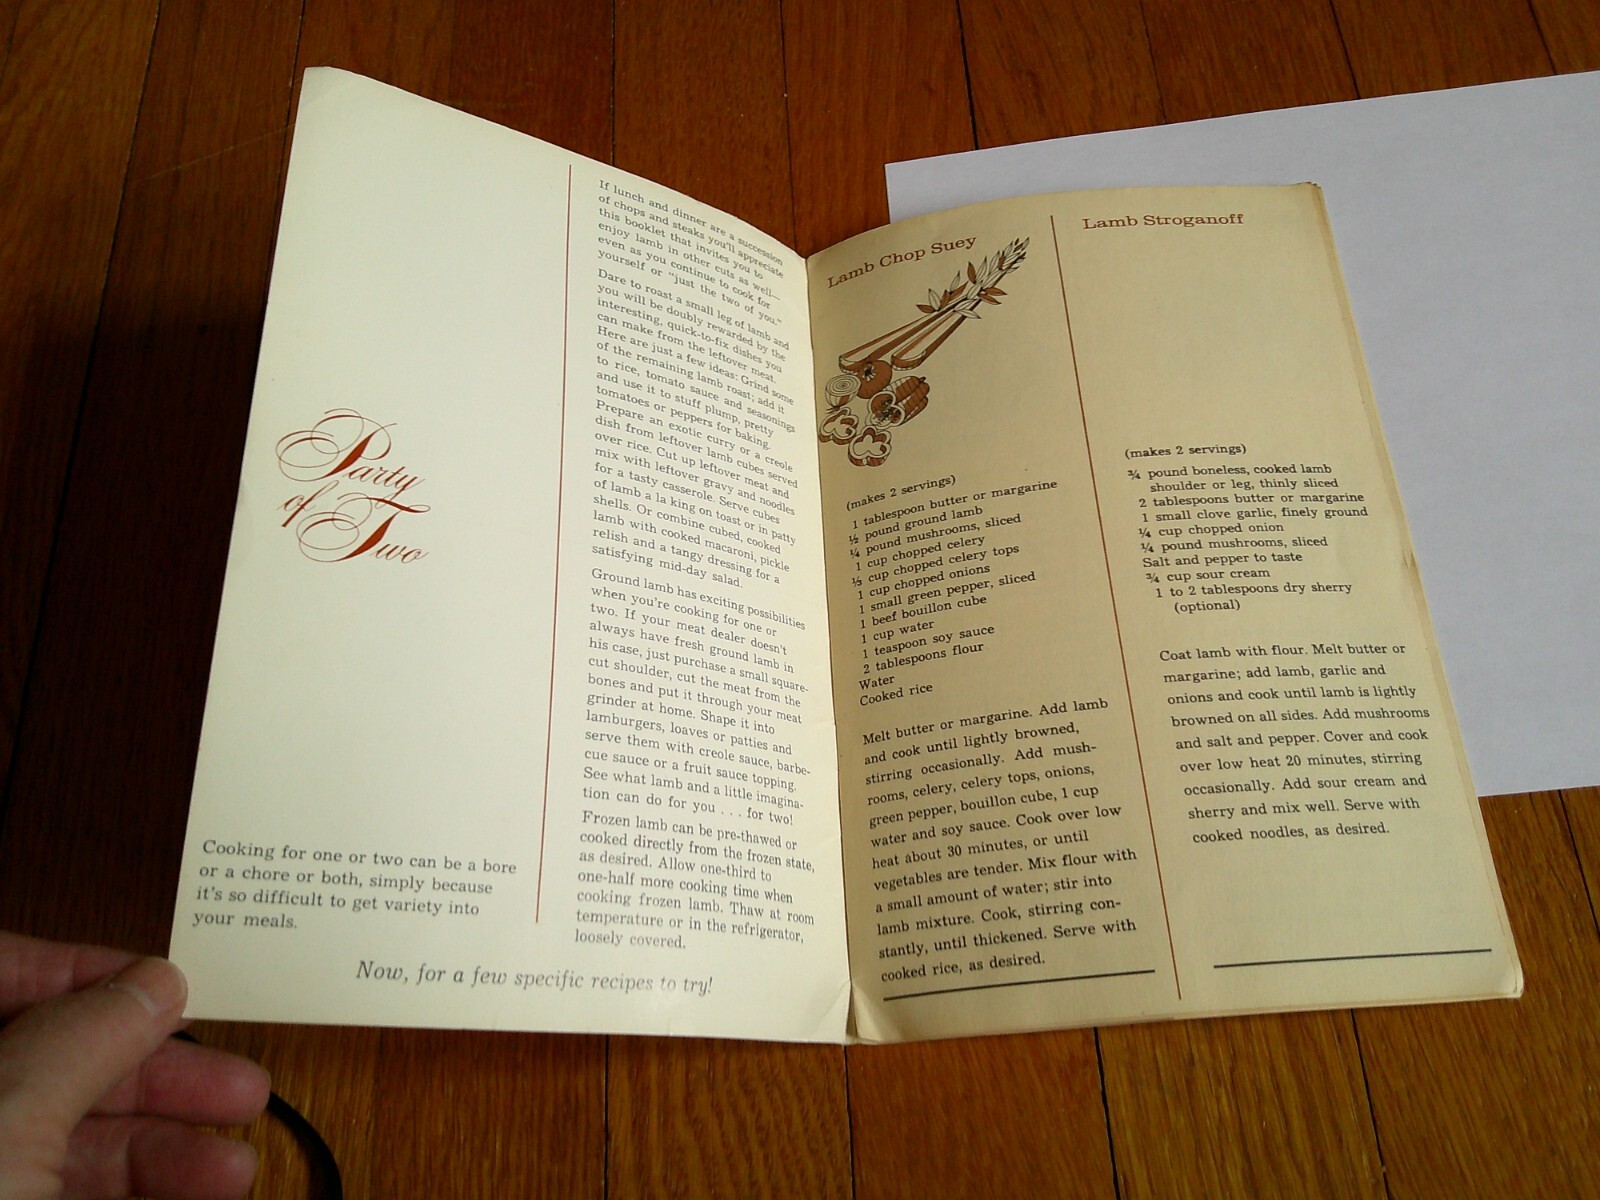 Party
of
Two
Cooking for one or two can be a bore
or a chore or both, simply because
it's so difficult to get variety into
your meals.
If lunch and dinner are a succession
of chops and steaks you'll appreciate
this booklet that invites you to
enjoy lamb in other cuts as well—
even as you continue to cook for
yourself or "just the two of you."
Dare to roast a small leg of lamb and
you will be doubly rewarded by the
interesting, quick-to-fix dishes you
can make from the leftover meat.
Here are just a few ideas: Grind some
of the remaining lamb roast; add it
to rice, tomato sauce and seasonings
and use it to stuff plump, pretty
tomatoes or peppers for baking.
Prepare an exotic curry or a creole
dish from leftover lamb cubes served
over rice. Cut up leftover meat and
mix with leftover gravy and noodles
for a tasty casserole. Serve cubes
of lamb a la king on toast or in patty
shells. Or combine cubed, cooked
lamb with cooked macaroni, pickle
relish and a tangy dressing for a
satisfying mid-day salad.
Ground lamb has exciting possibilities
when you're cooking for one or
two. If your meat dealer doesn't
always have fresh ground lamb in
his case, just purchase a small square-
cut shoulder, cut the meat from the
bones and put it through your meat
grinder at home. Shape it into
lamburgers, loaves or patties and
serve them with creole sauce, barbe-
cue sauce or a fruit sauce topping.
See what lamb and a little imagina-
tion can do for you . . . for two!
Frozen lamb can be pre-thawed or
cooked directly from the frozen state,
as desired. Allow one-third to
one-half more cooking time when
cooking frozen lamb. Thaw at room
temperature or in the refrigerator,
loosely covered.
Now, for a few specific recipes to try!
Lamb Chop Suey
(makes 2 servings)
1 tablespoon butter or margarine
½ pound ground lamb
¼ pound mushrooms, sliced
1 cup chopped celery
⅓ cup chopped celery tops
1 cup chopped onions
1 small green pepper, sliced
1 beef bouillon cube
1 cup water
1 teaspoon soy sauce
2 tablespoons flour
Water
Cooked rice
Melt butter or margarine. Add lamb
and cook until lightly browned,
stirring occasionally. Add mush-
rooms, celery, celery tops, onions,
green pepper, bouillon cube, 1 cup
water and soy sauce. Cook over low
heat about 30 minutes, or until
vegetables are tender. Mix flour with
a small amount of water; stir into
lamb mixture. Cook, stirring con-
stantly, until thickened. Serve with
cooked rice, as desired.
Lamb Stroganoff
(makes 2 servings)
¾ pound boneless, cooked lamb
shoulder or leg, thinly sliced
2 tablespoons butter or margarine
1 small clove garlic, finely ground
¼ cup chopped onion
¼ pound mushrooms, sliced
Salt and pepper to taste
¾ cup sour cream
1 to 2 tablespoons dry sherry
(optional)
Coat lamb with flour. Melt butter or
margarine; add lamb, garlic and
onions and cook until lamb is lightly
browned on all sides. Add mushrooms
and salt and pepper. Cover and cook
over low heat 20 minutes, stirring
occasionally. Add sour cream and
sherry and mix well. Serve with
cooked noodles, as desired.